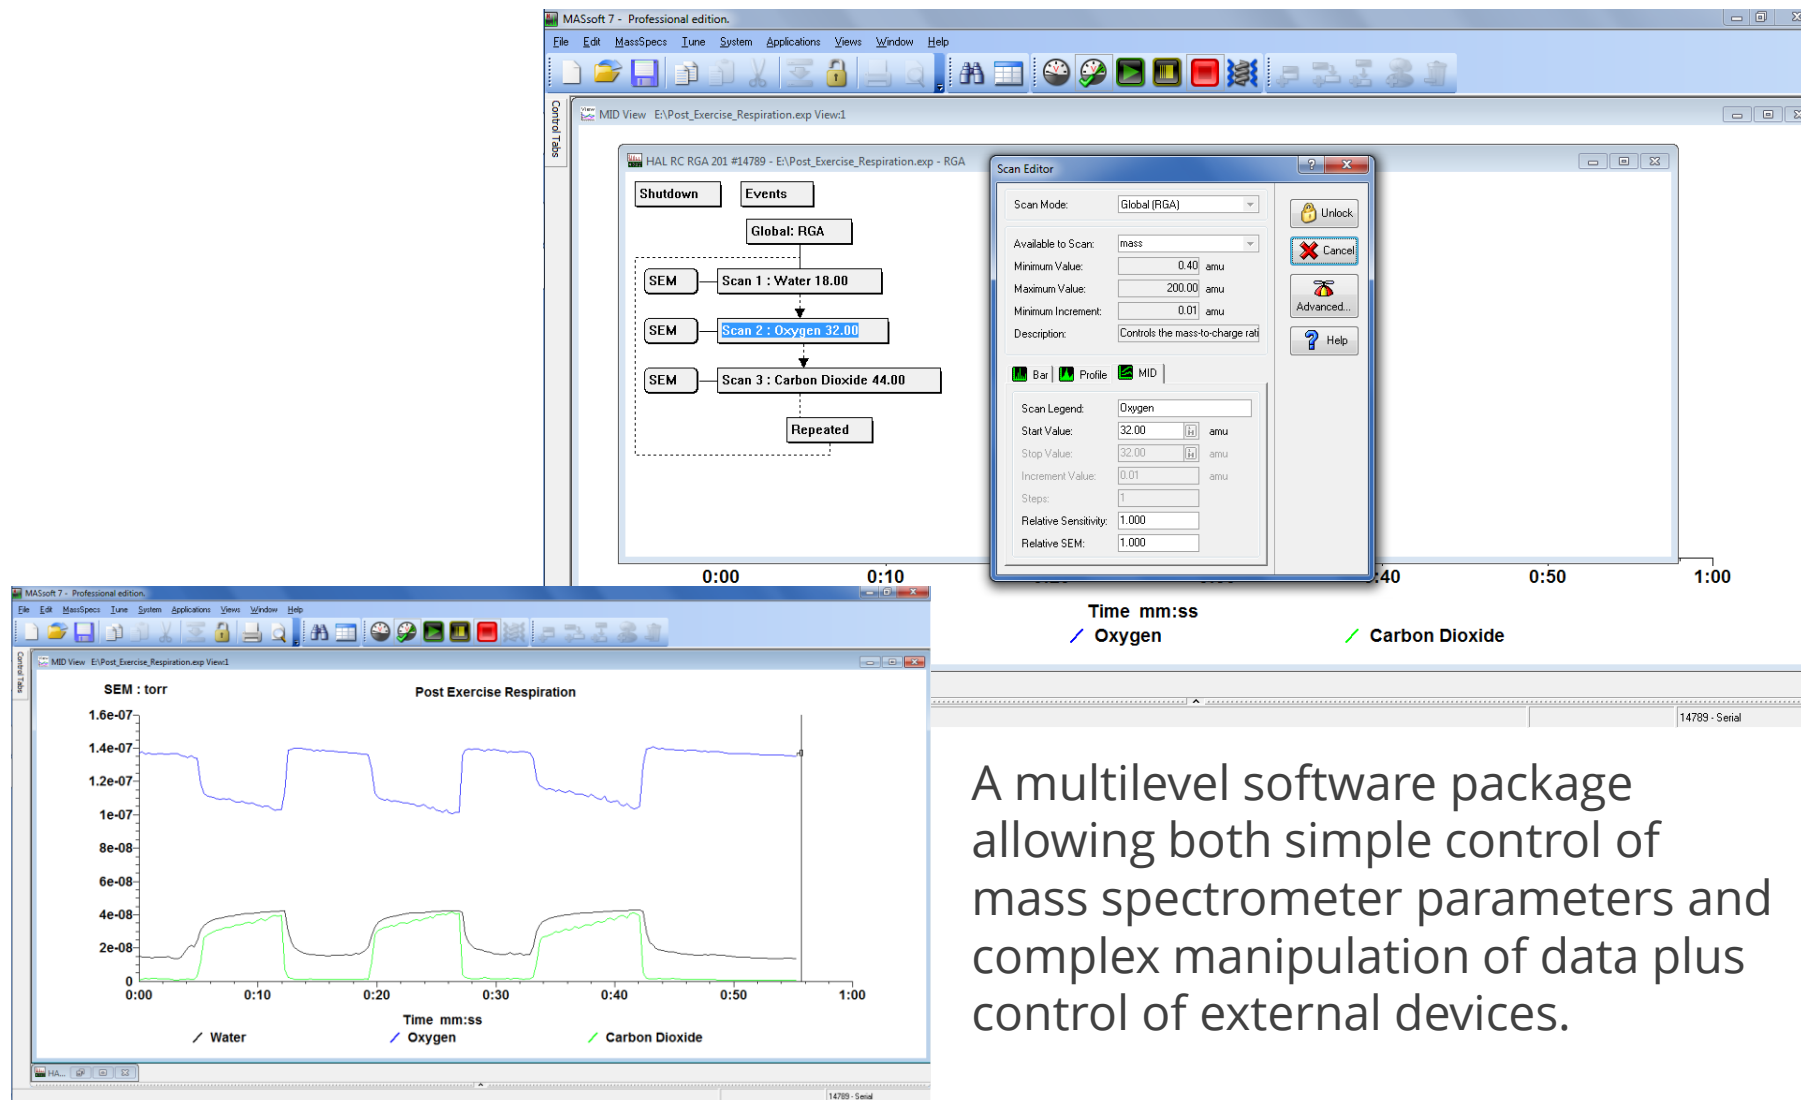 MASsoft 7 - Professional edition.
File Edit MassSpecs Tune System Applications Views Window Help
Control Tabs
MID View E:\Post_Exercise_Respiration.exp View:1
HAL RC RGA 201 #14789 - E:\Post_Exercise_Respiration.exp - RGA
Shutdown Events
Global: RGA
SEM Scan 1 : Water 18.00
SEM Scan 2 : Oxygen 32.00
SEM Scan 3 : Carbon Dioxide 44.00
Repeated
Scan Editor
Scan Mode: Global (RGA)
Unlock
Available to Scan: mass
Cancel
Minimum Value: 0.40 amu
Maximum Value: 200.00 amu
Minimum Increment: 0.01 amu
Advanced...
Description: Controls the mass-to-charge rati
Help
Bar Profile MID
Scan Legend: Oxygen
Start Value: 32.00 amu
Stop Value: 32.00 amu
Increment Value: 0.01 amu
Steps: 1
Relative Sensitivity: 1.000
Relative SEM: 1.000
0:00 0:10 :40 0:50 1:00
Time mm:ss
Oxygen Carbon Dioxide
14789 - Serial
MASsoft 7 - Professional edition.
File Edit MassSpecs Tune System Applications Views Window Help
Control Tabs
MID View E:\Post_Exercise_Respiration.exp View:1
SEM : torr
Post Exercise Respiration
1.6e-07
1.4e-07
1.2e-07
1e-07
8e-08
6e-08
4e-08
2e-08
0
0:00 0:10 0:20 0:30 0:40 0:50 1:00
Time mm:ss
Water Oxygen Carbon Dioxide
HA...
14789 - Serial
A multilevel software package
allowing both simple control of
mass spectrometer parameters and
complex manipulation of data plus
control of external devices.